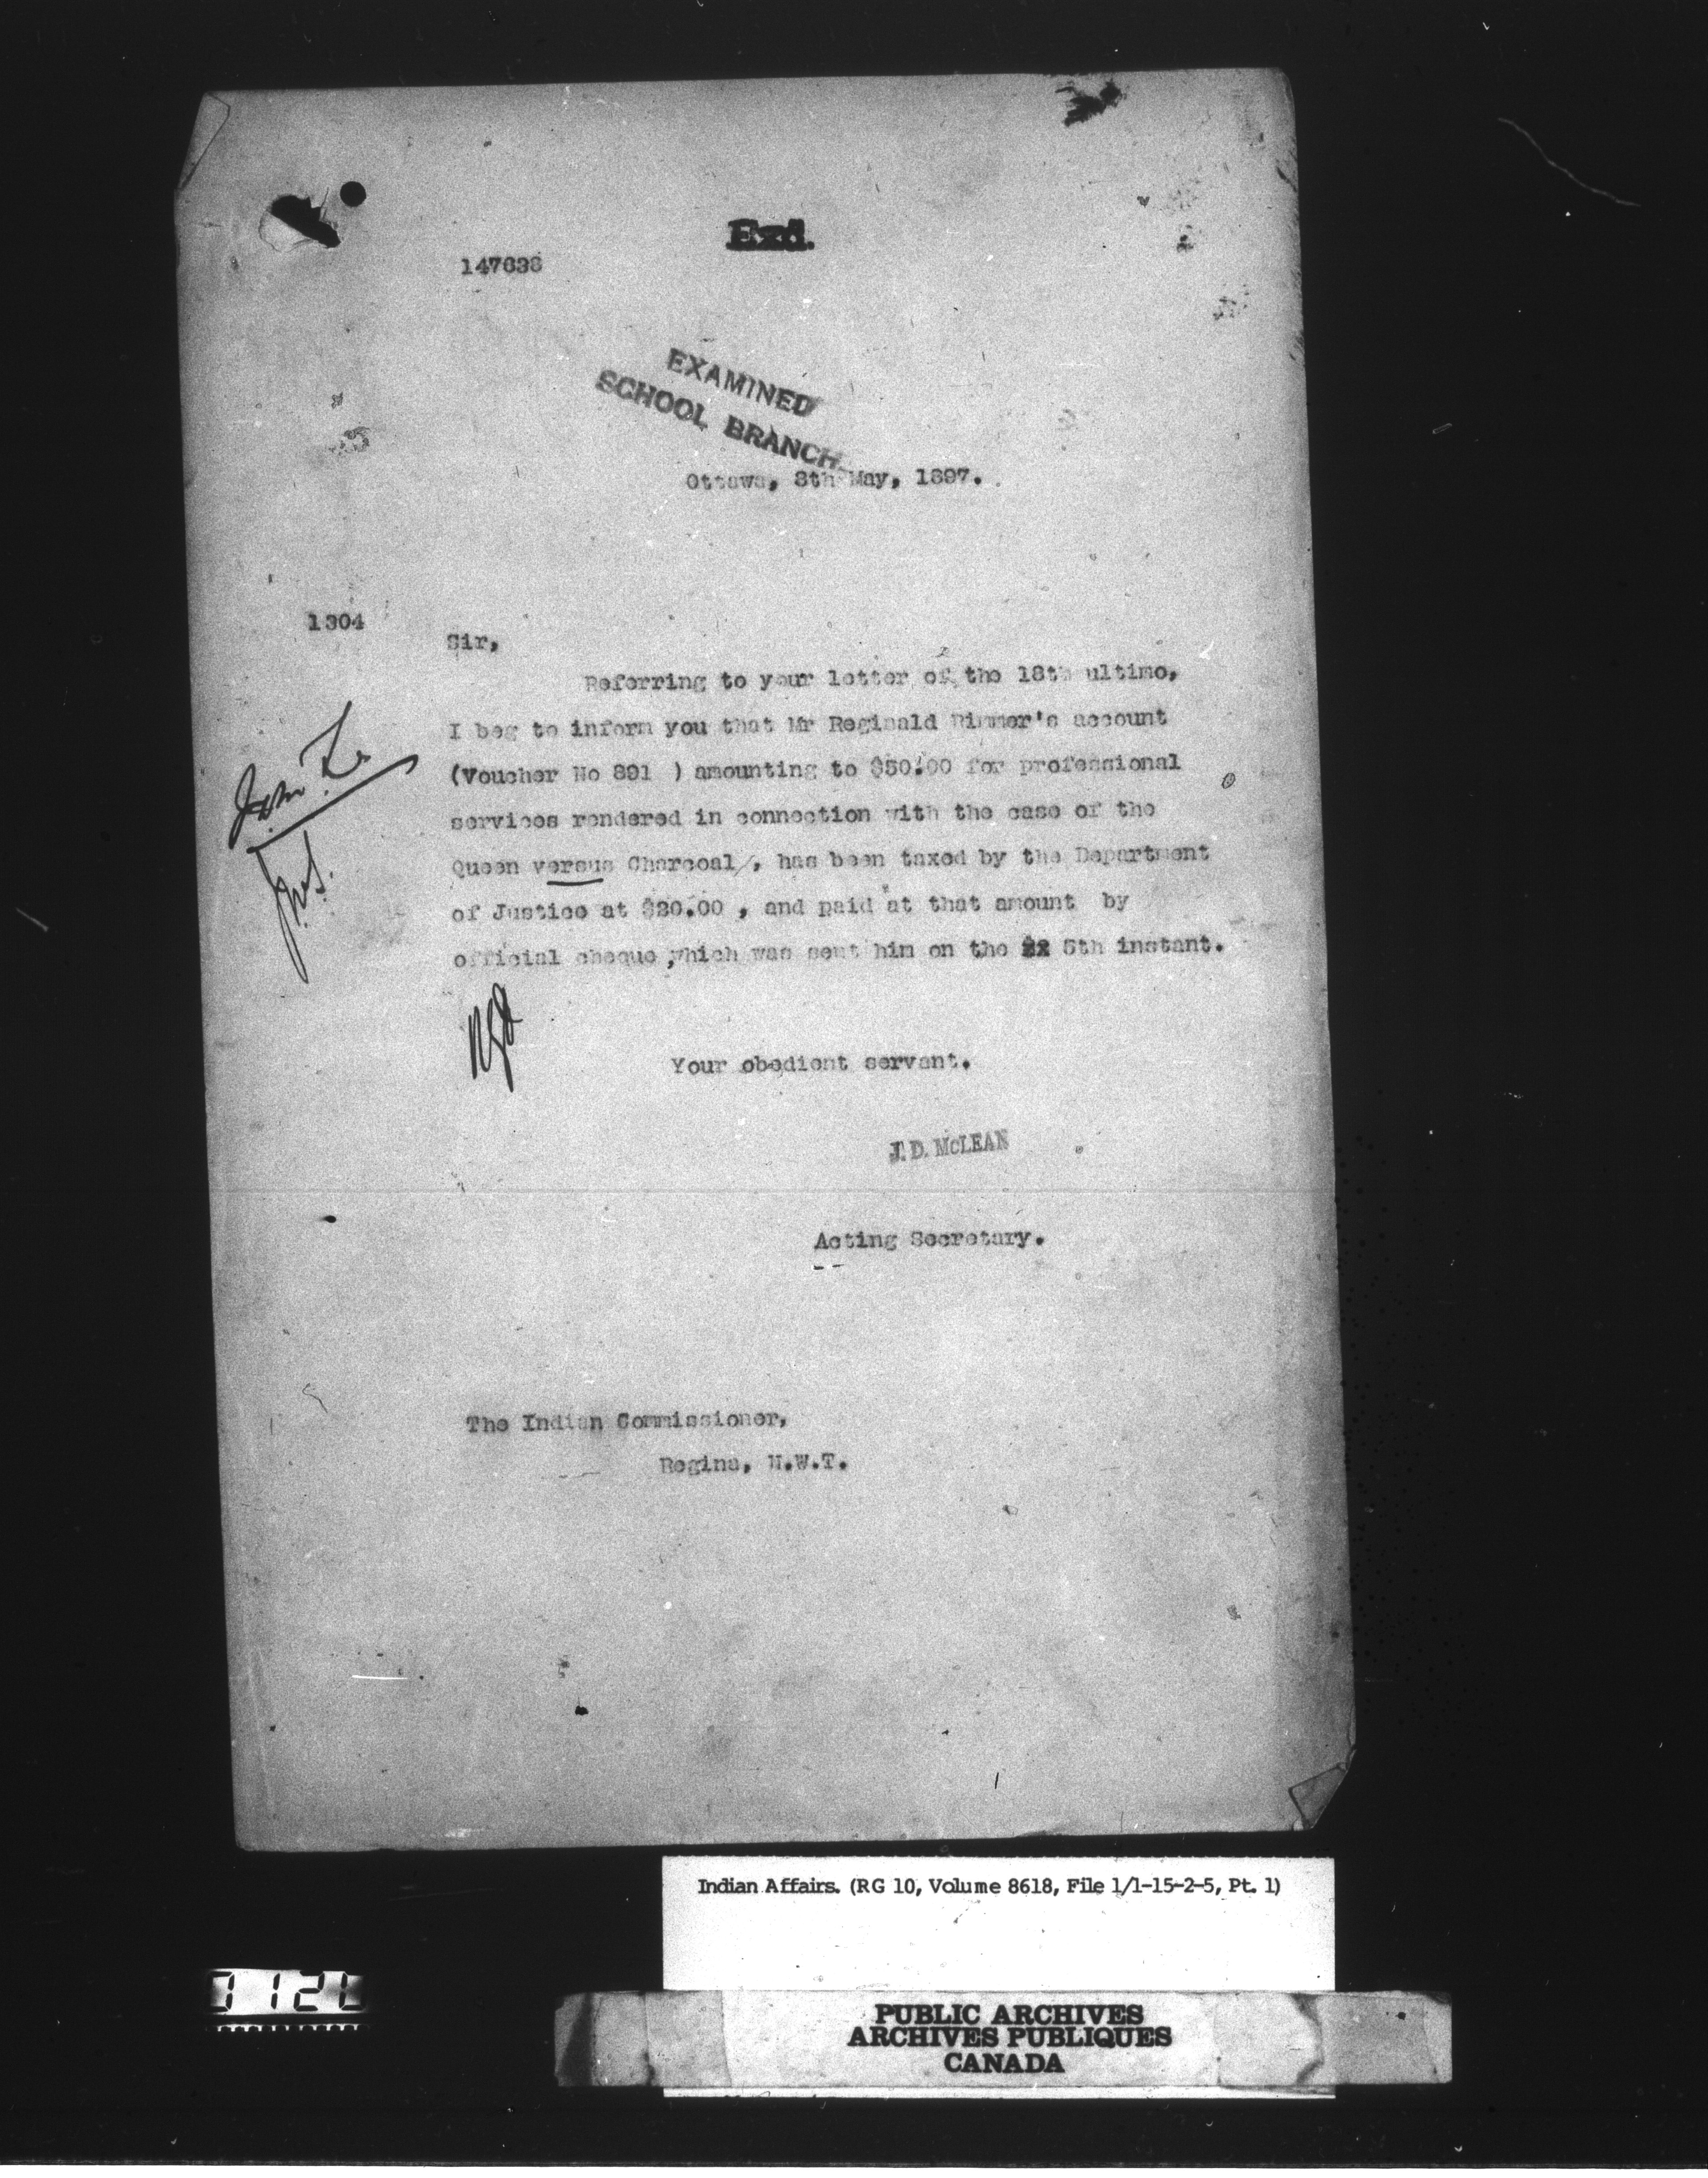 Exd.
147638
EXAMINED
SCHOOL BRANCH
Ottawa, 8th May, 1897.
1304
Sir,
Referring to your letter of the 18th ultimo,
I beg to inform you that Mr Reginald Rimmer's account
(Voucher No 891 ) amounting to $50.00 for professional
services rendered in connection with the case of the
Queen versus Charcoal, has been taxed by the Department
of Justice at $20.00 , and paid at that amount by
official cheque ,which was sent him on the 5th instant.
Your obedient servant.
J.D. McLEAN
Acting Secretary.
The Indian Commissioner,
Regina, N.W.T.
Indian Affairs. (RG 10, Volume 8618, File 1/1-15-2-5, Pt. 1)
PUBLIC ARCHIVES
ARCHIVES PUBLIQUES
CANADA